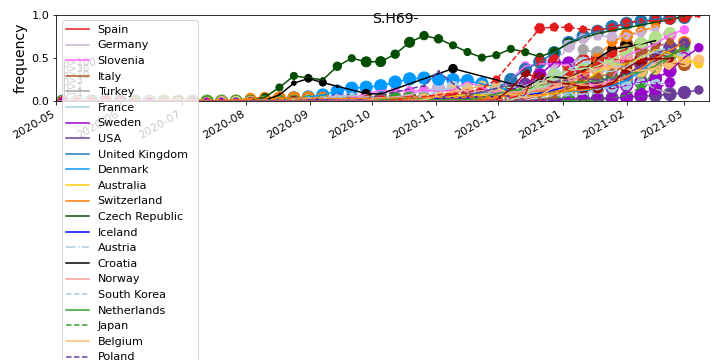 S.H69-
frequency
1.0
0.5
0.0
2020-05
2020-06
2020-07
2020-08
2020-09
2020-10
2020-11
2020-12
2021-01
2021-02
2021-03
Spain
Germany
Slovenia
Italy
Turkey
France
Sweden
USA
United Kingdom
Denmark
Australia
Switzerland
Czech Republic
Iceland
Austria
Croatia
Norway
South Korea
Netherlands
Japan
Belgium
Poland